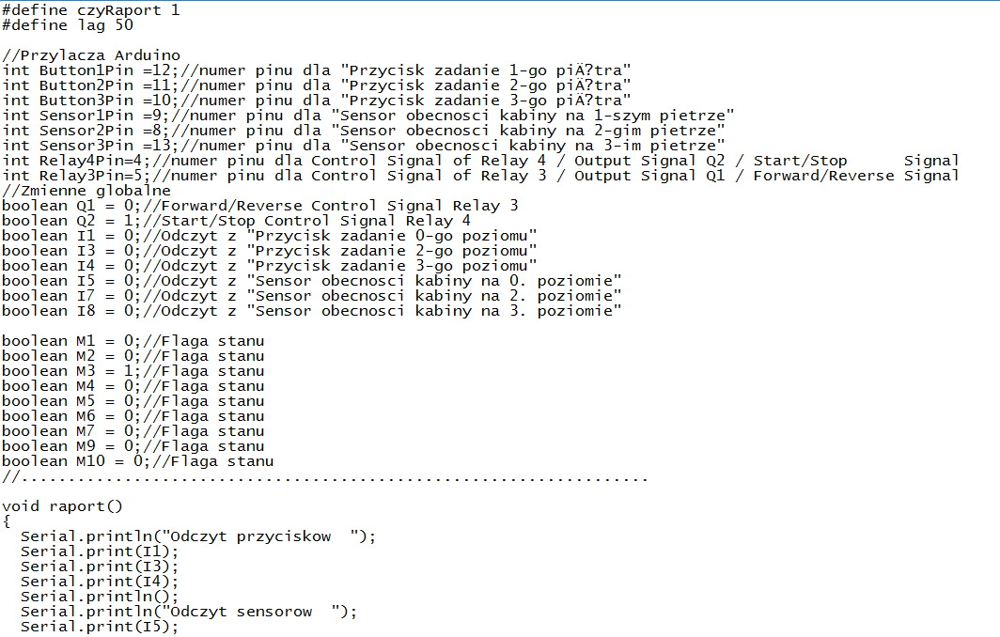 #define czyRaport 1
#define lag 50

//Przylacza Arduino
int Button1Pin =12;//numer pinu dla "Przycisk zadanie 1-go piÄ?tra"
int Button2Pin =11;//numer pinu dla "Przycisk zadanie 2-go piÄ?tra"
int Button3Pin =10;//numer pinu dla "Przycisk zadanie 3-go piÄ?tra"
int Sensor1Pin =9;//numer pinu dla "Sensor obecnosci kabiny na 1-szym pietrze"
int Sensor2Pin =8;//numer pinu dla "Sensor obecnosci kabiny na 2-gim pietrze"
int Sensor3Pin =13;//numer pinu dla "Sensor obecnosci kabiny na 3-im pietrze"
int Relay4Pin=4;//numer pinu dla Control Signal of Relay 4 / Output Signal Q2 / Start/Stop      Signal
int Relay3Pin=5;//numer pinu dla Control Signal of Relay 3 / Output Signal Q1 / Forward/Reverse Signal
//Zmienne globalne
boolean Q1 = 0;//Forward/Reverse Control Signal Relay 3
boolean Q2 = 1;//Start/Stop Control Signal Relay 4
boolean I1 = 0;//Odczyt z "Przycisk zadanie 0-go poziomu"
boolean I3 = 0;//Odczyt z "Przycisk zadanie 2-go poziomu"
boolean I4 = 0;//Odczyt z "Przycisk zadanie 3-go poziomu"
boolean I5 = 0;//Odczyt z "Sensor obecnosci kabiny na 0. poziomie"
boolean I7 = 0;//Odczyt z "Sensor obecnosci kabiny na 2. poziomie"
boolean I8 = 0;//Odczyt z "Sensor obecnosci kabiny na 3. poziomie"

boolean M1 = 0;//Flaga stanu
boolean M2 = 0;//Flaga stanu
boolean M3 = 1;//Flaga stanu
boolean M4 = 0;//Flaga stanu
boolean M5 = 0;//Flaga stanu
boolean M6 = 0;//Flaga stanu
boolean M7 = 0;//Flaga stanu
boolean M9 = 0;//Flaga stanu
boolean M10 = 0;//Flaga stanu
//...................................................................

void raport()
{
  Serial.println("Odczyt przyciskow  ");
  Serial.print(I1);
  Serial.print(I3);
  Serial.print(I4);
  Serial.println();
  Serial.println("Odczyt sensorow  ");
  Serial.print(I5);